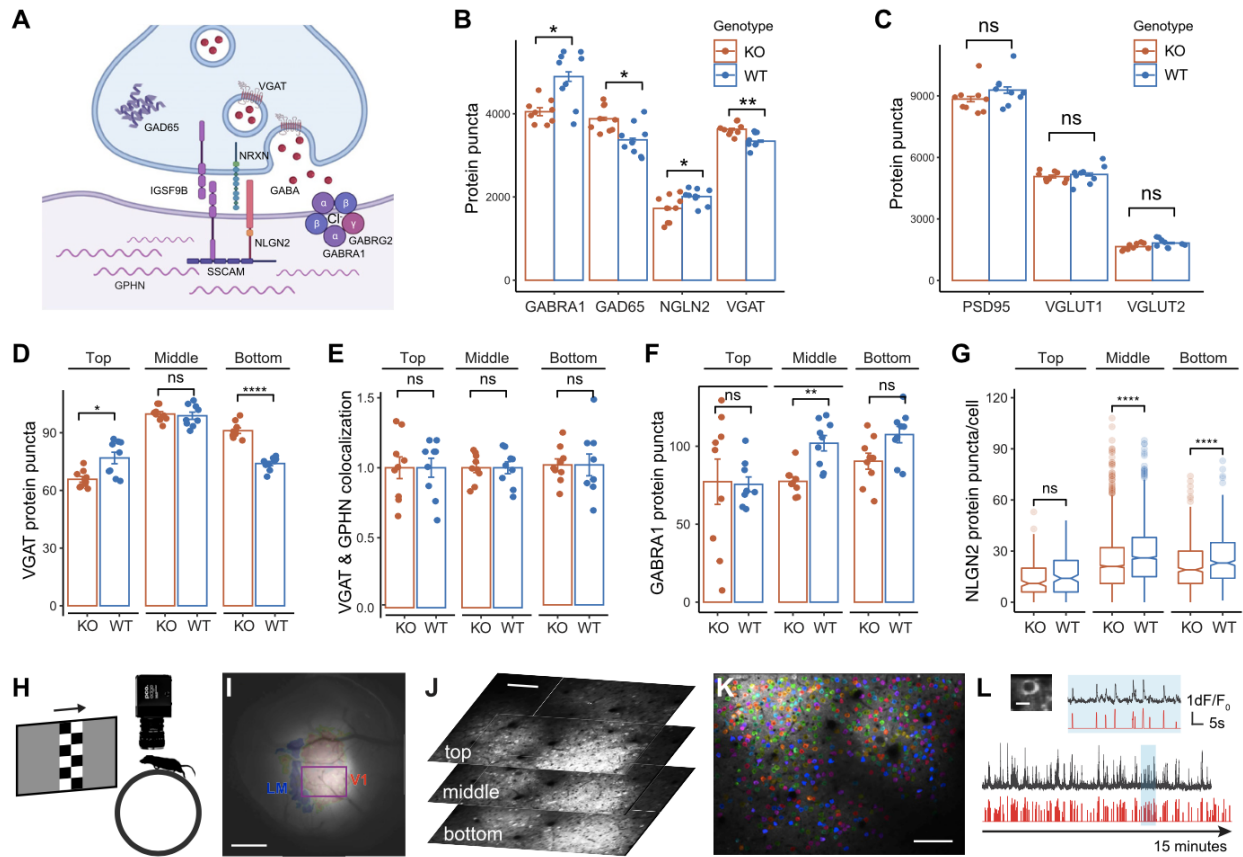 A
VGAT
GAD65
NRXN
IGSF9B
GABA
α
β
β
Cl-
α
γ
GABRG2
GABRA1
NLGN2
SSCAM
GPHN
B
Genotype
KO
WT
Protein puncta
4000
2000
0
*
*
*
**
GABRA1 GAD65 NGLN2 VGAT
C
Genotype
KO
WT
Protein puncta
9000
6000
3000
0
ns
ns
ns
PSD95 VGLUT1 VGLUT2
D
Top Middle Bottom
* ns ****
VGAT protein puncta
90
60
30
0
KO WT KO WT KO WT
E
Top Middle Bottom
ns ns ns
VGAT & GPHN colocalization
1.5
1.0
0.5
0.0
KO WT KO WT KO WT
F
Top Middle Bottom
ns ** ns
GABRA1 protein puncta
100
50
0
KO WT KO WT KO WT
G
Top Middle Bottom
ns **** ****
NLGN2 protein puncta/cell
120
90
60
30
0
KO WT KO WT KO WT
H
pco.
I
LM
V1
J
top
middle
bottom
K
L
1dF/F0
5s
15 minutes